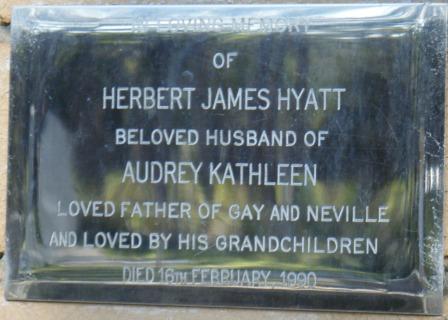 IN LOVING MEMORY
OF
HERBERT JAMES HYATT
BELOVED HUSBAND OF
AUDREY KATHLEEN
LOVED FATHER OF GAY AND NEVILLE
AND LOVED BY HIS GRANDCHILDREN
DIED 16TH FEBRUARY, 1990